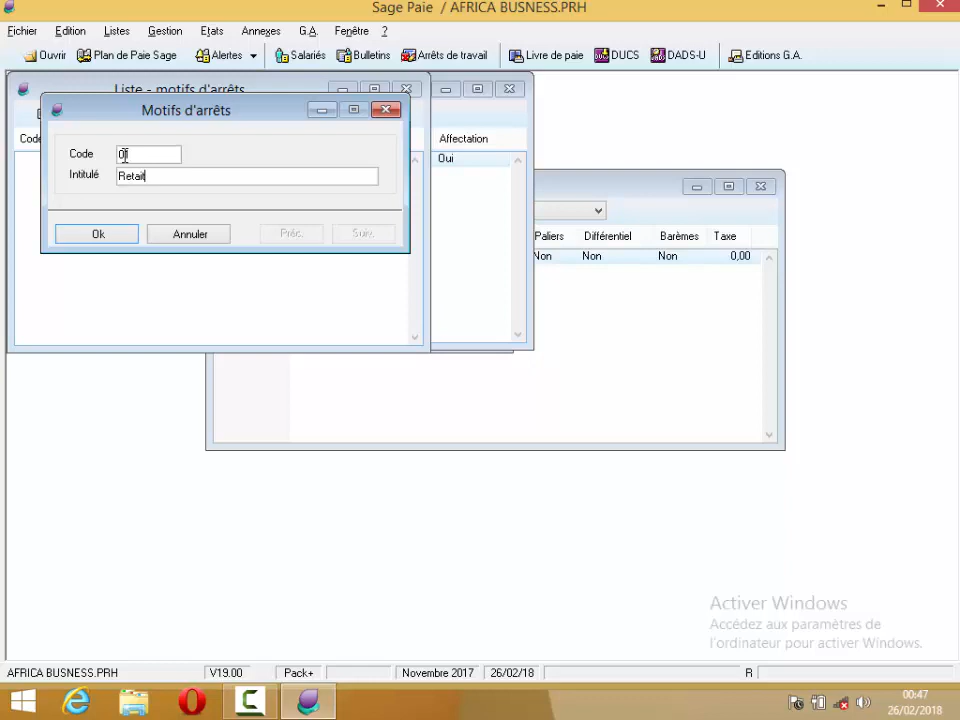 Sage Paie / AFRICA BUSNESS.PRH
Fichier Edition Listes Gestion Etats Annexes G.A. Fenêtre ?
Ouvrir Plan de Paie Sage Alertes Salariés Bulletins Arrêts de travail Livre de paie DUCS DADS-U Editions G.A.
Liste - motifs d'arrêts
Motifs d'arrêts
Code Affectation
Code
Oui
Intitulé Retait
Ok Annuler Préc. Suiv.
Paliers Différentiel Barèmes Taxe
Non Non Non 0,00
Activer Windows
Accédez aux paramètres de
l'ordinateur pour activer Windows.
AFRICA BUSNESS.PRH V19.00 Pack+ Novembre 2017 26/02/18 R
00:47
26/02/2018